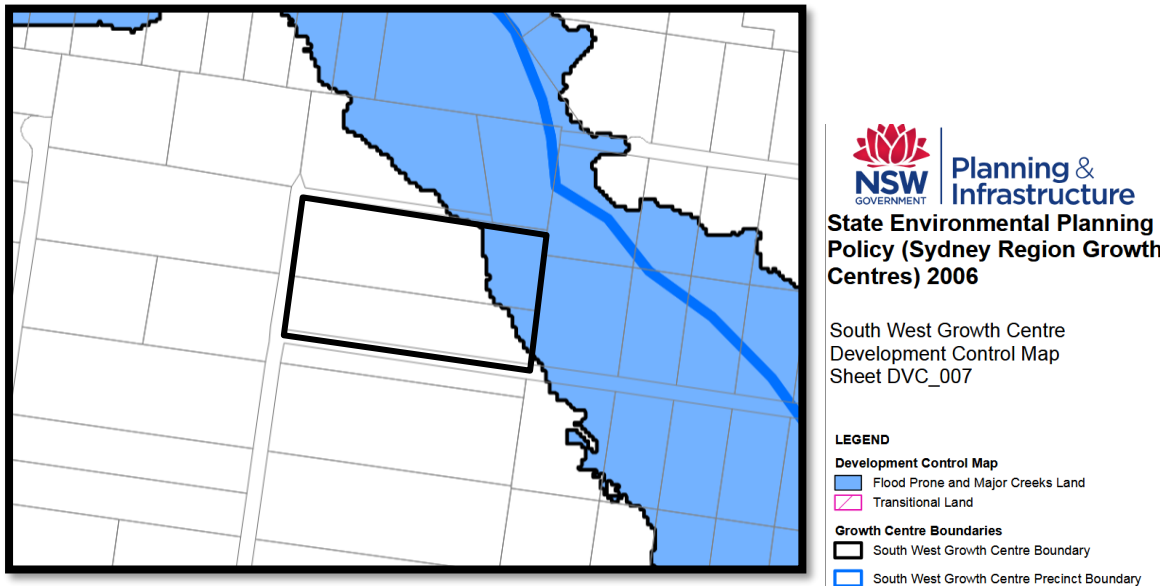 NSW
GOVERNMENT
Planning &
Infrastructure
State Environmental Planning
Policy (Sydney Region Growth
Centres) 2006
South West Growth Centre
Development Control Map
Sheet DVC_007
LEGEND
Development Control Map
Flood Prone and Major Creeks Land
Transitional Land
Growth Centre Boundaries
South West Growth Centre Boundary
South West Growth Centre Precinct Boundary